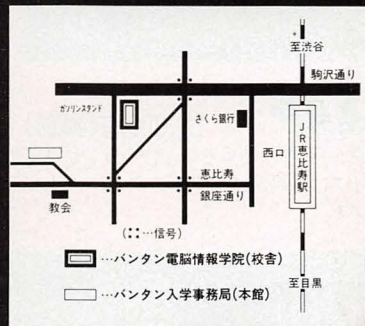 至渋谷
駒沢通り
ガソリンスタンド
さくら銀行
西口
JR恵比寿駅
恵比寿
銀座通り
教会
(::…信号)
…バンタン電脳情報学院(校舎)
至目黒
…バンタン入学事務局(本館)